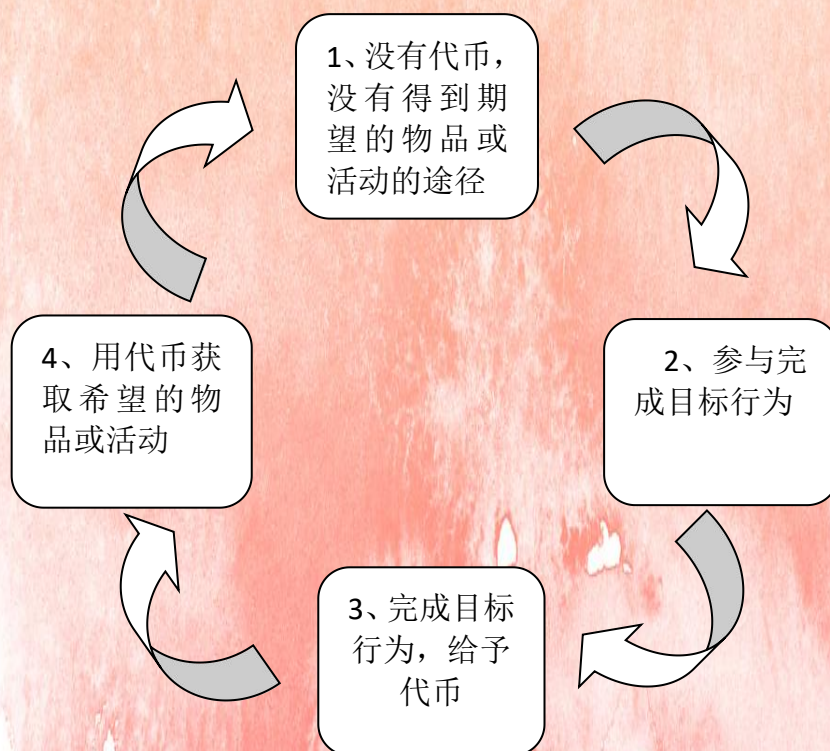 1、没有代币，
没有得到期
望的物品或
活动的途径
2、参与完
成目标行为
3、完成目标
行为，给予
代币
4、用代币获
取希望的物
品或活动